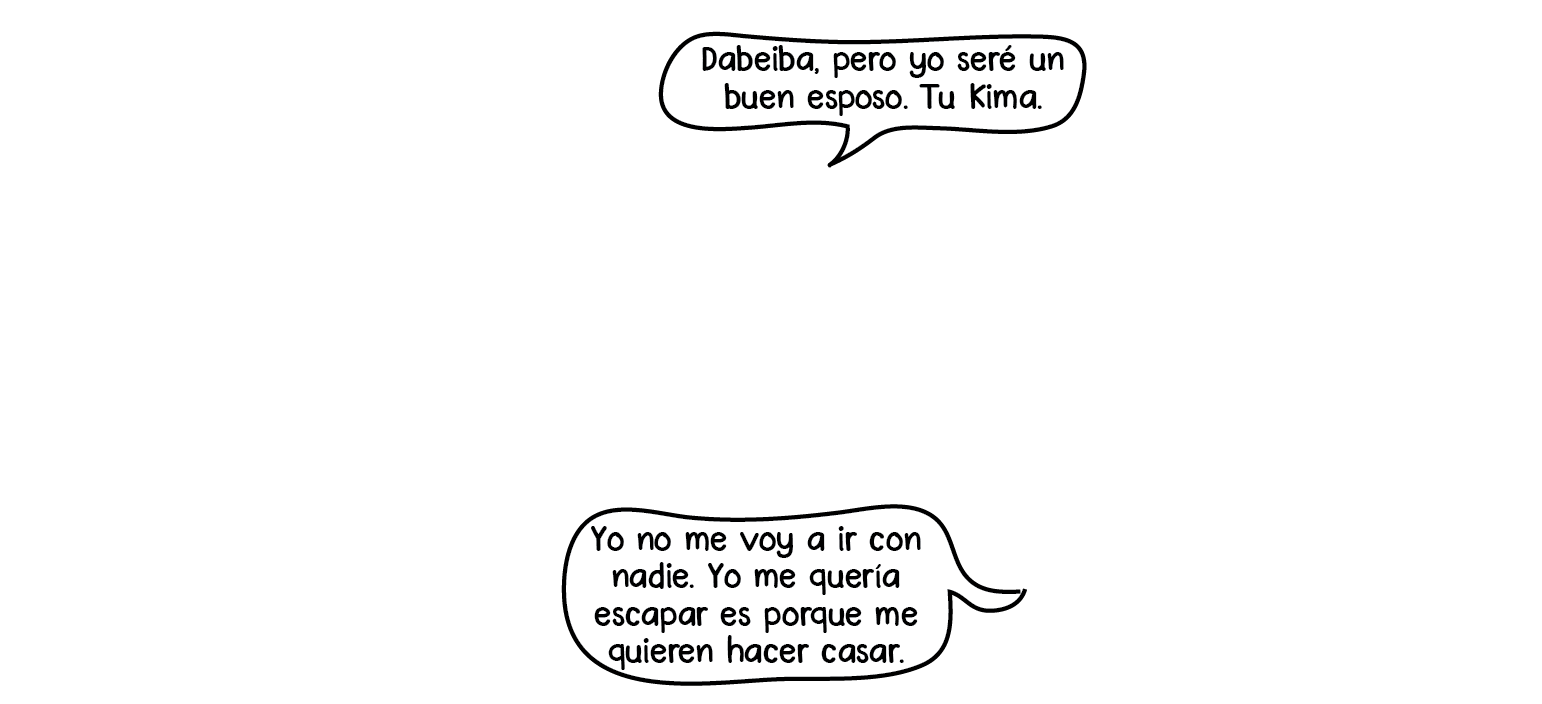 Dabeiba, pero yo seré un
buen esposo. Tu Kima.
Yo no me voy a ir con
nadie. Yo me quería
escapar es porque me
quieren hacer casar.